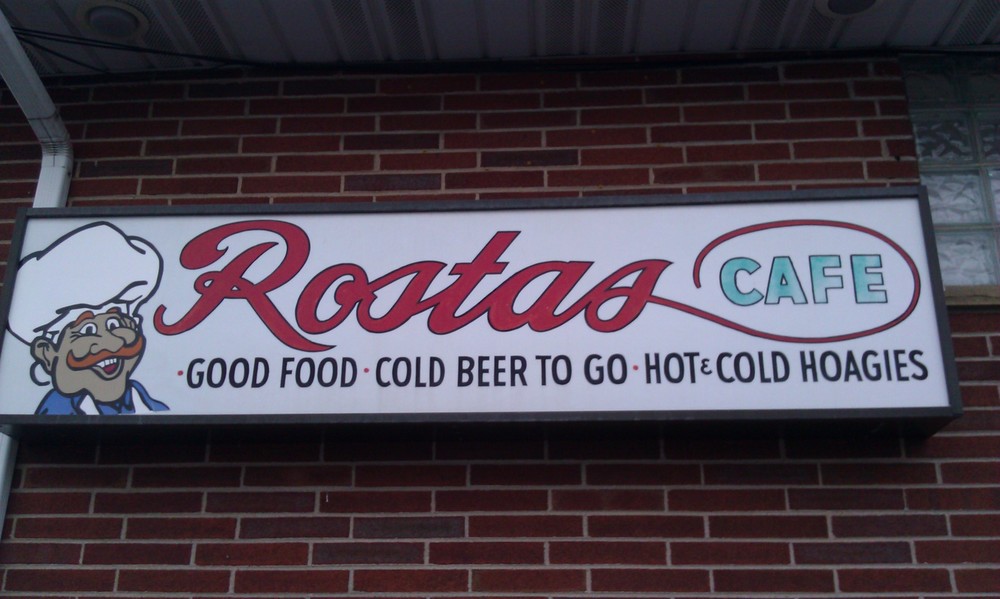 Rostas CAFE
·GOOD FOOD·COLD BEER TO GO·HOT & COLD HOAGIES